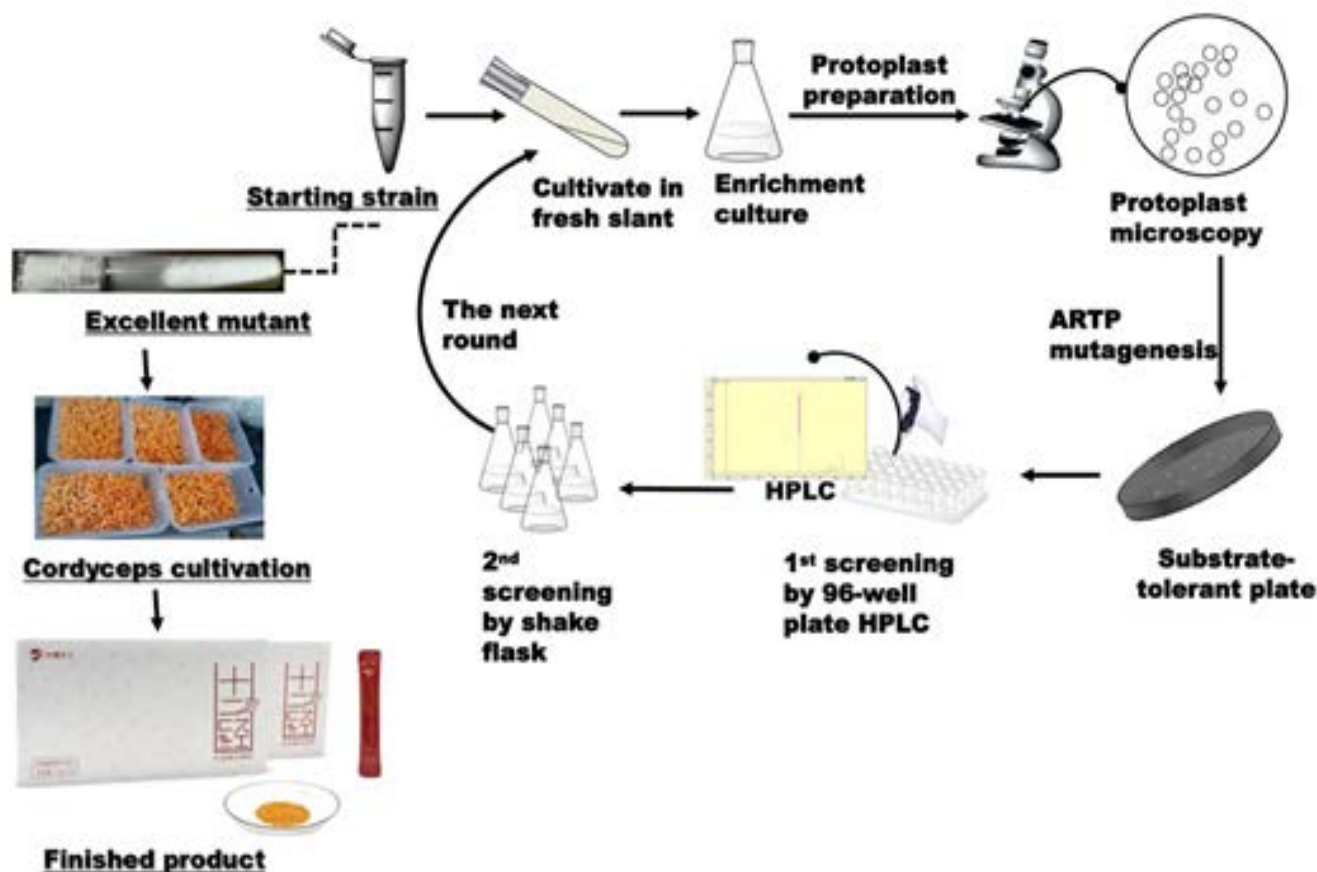 Protoplast
preparation
Starting strain
Cultivate in
fresh slant
Enrichment
culture
Protoplast
microscopy
Excellent mutant
The next
round
ARTP
mutagenesis
HPLC
Cordyceps cultivation
2nd
screening
by shake
flask
1st screening
by 96-well
plate HPLC
Substrate-
tolerant plate
Finished product